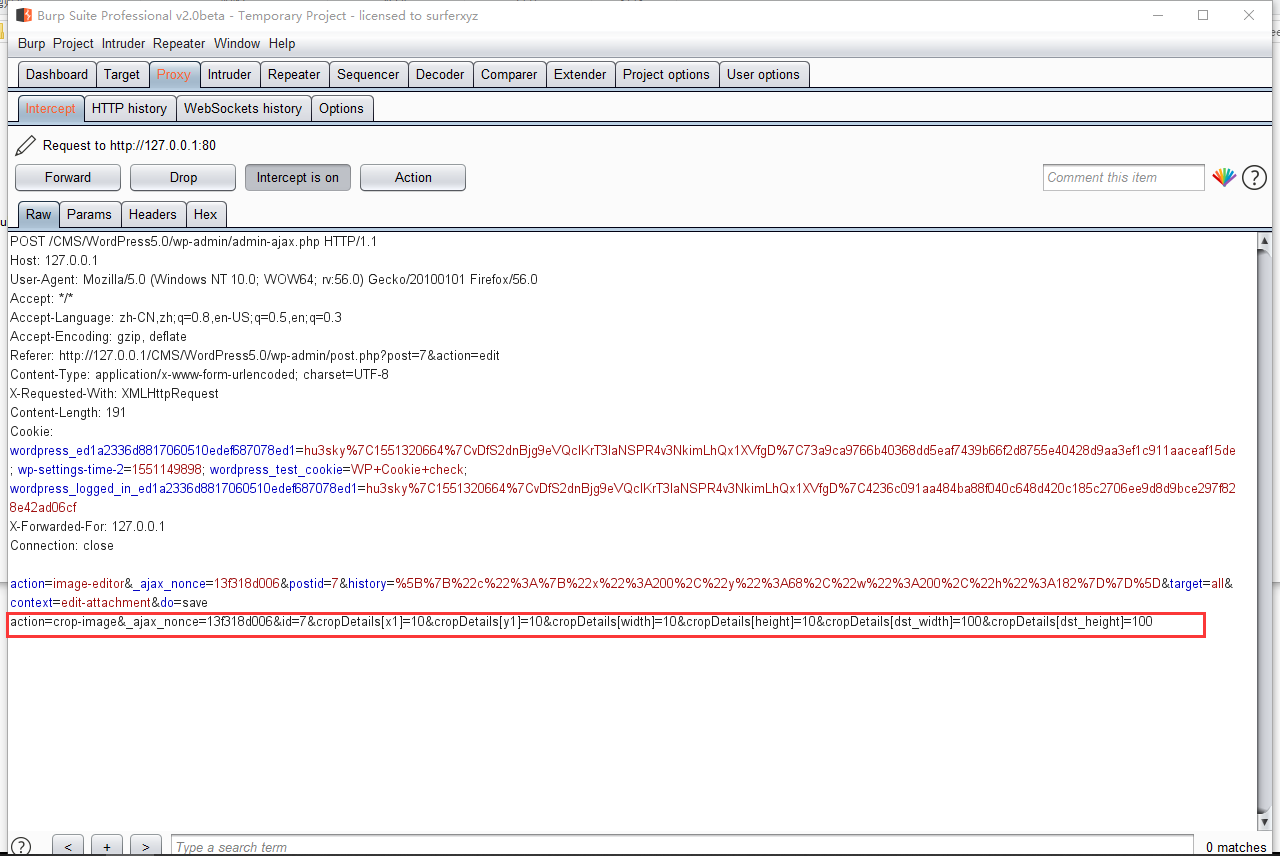 Burp Suite Professional v2.0beta - Temporary Project - licensed to surferxyz
Burp Project Intruder Repeater Window Help
Dashboard Target Proxy Intruder Repeater Sequencer Decoder Comparer Extender Project options User options
Intercept HTTP history WebSockets history Options
Request to http://127.0.0.1:80
Forward Drop Intercept is on Action Comment this item ?
Raw Params Headers Hex
POST /CMS/WordPress5.0/wp-admin/admin-ajax.php HTTP/1.1
Host: 127.0.0.1
User-Agent: Mozilla/5.0 (Windows NT 10.0; WOW64; rv:56.0) Gecko/20100101 Firefox/56.0
Accept: */*
Accept-Language: zh-CN,zh;q=0.8,en-US;q=0.5,en;q=0.3
Accept-Encoding: gzip, deflate
Referer: http://127.0.0.1/CMS/WordPress5.0/wp-admin/post.php?post=7&action=edit
Content-Type: application/x-www-form-urlencoded; charset=UTF-8
X-Requested-With: XMLHttpRequest
Content-Length: 191
Cookie:
wordpress_ed1a2336d8817060510edef687078ed1=hu3sky%7C1551320664%7CvDfS2dnBjg9eVQclKrT3laNSPR4v3NkimLhQx1XVfgD%7C73a9ca9766b40368dd5eaf7439b66f2d8755e40428d9aa3ef1c911aaceaf15de
; wp-settings-time-2=1551149898; wordpress_test_cookie=WP+Cookie+check;
wordpress_logged_in_ed1a2336d8817060510edef687078ed1=hu3sky%7C1551320664%7CvDfS2dnBjg9eVQclKrT3laNSPR4v3NkimLhQx1XVfgD%7C4236c091aa484ba88f040c648d420c185c2706ee9d8d9bce297f82
8e42ad06cf
X-Forwarded-For: 127.0.0.1
Connection: close
action=image-editor&_ajax_nonce=13f318d006&postid=7&history=%5B%7B%22c%22%3A%7B%22x%22%3A200%2C%22y%22%3A68%2C%22w%22%3A200%2C%22h%22%3A182%7D%7D%5D&target=all&
context=edit-attachment&do=save
action=crop-image&_ajax_nonce=13f318d006&id=7&cropDetails[x1]=10&cropDetails[y1]=10&cropDetails[width]=10&cropDetails[height]=10&cropDetails[dst_width]=100&cropDetails[dst_height]=100
? < + > Type a search term 0 matches